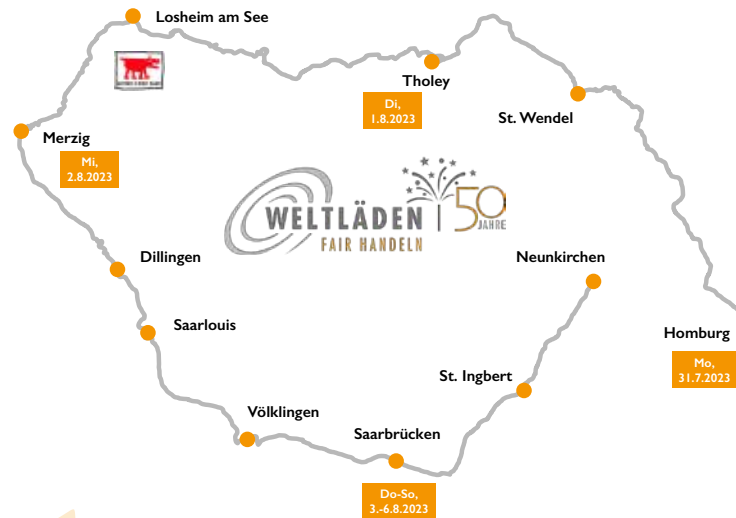 Losheim am See
Tholey
Di,
1.8.2023
St. Wendel
Merzig
Mi,
2.8.2023
WELTLÄDEN
FAIR HANDELN
50
JAHRE
Dillingen
Neunkirchen
Saarlouis
Homburg
Mo,
31.7.2023
St. Ingbert
Völklingen
Saarbrücken
Do-So,
3.-6.8.2023